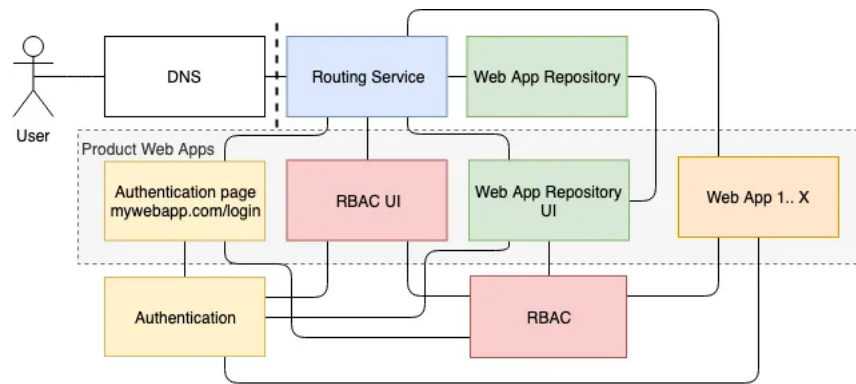 DNS
Routing Service
Web App Repository
User
Product Web Apps
Authentication page
mywebapp.com/login
RBAC UI
Web App Repository
UI
Web App 1.. X
Authentication
RBAC